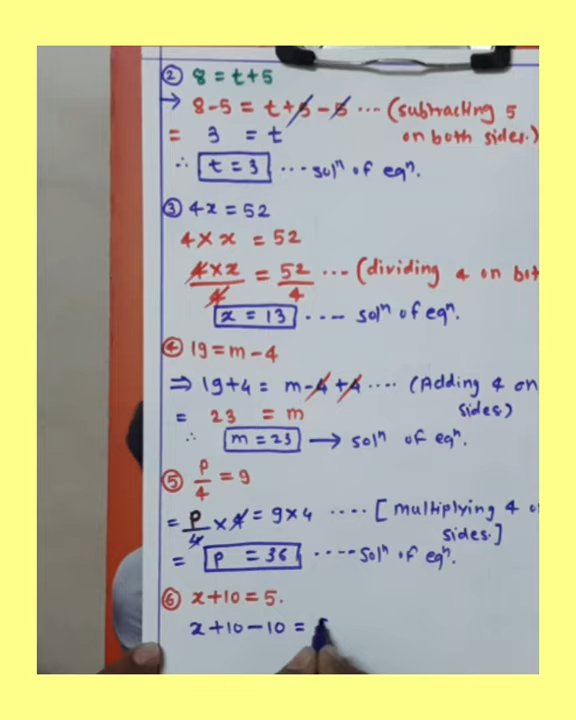 ② 8 = t+5
→ 8-5 = t+5-5 ... (subtracting 5 on both sides.)
= 3 = t
∴ t = 3 ... solⁿ of eqⁿ.
③ 4x = 52
4 × x = 52
4×x/4 = 52/4 ... (dividing 4 on
x = 13 .... solⁿ of eqⁿ.
④ 19 = m-4
⇒ 19+4 = m-4+4 .... (Adding 4 on
sides)
= 23 = m
∴ m = 23 → solⁿ of eqⁿ.
⑤ p/4 = 9
= p/4 × 4 = 9×4 .... [multiplying 4
sides.]
= p = 36 .... solⁿ of eqⁿ.
⑥ x+10 = 5.
x+10-10 =